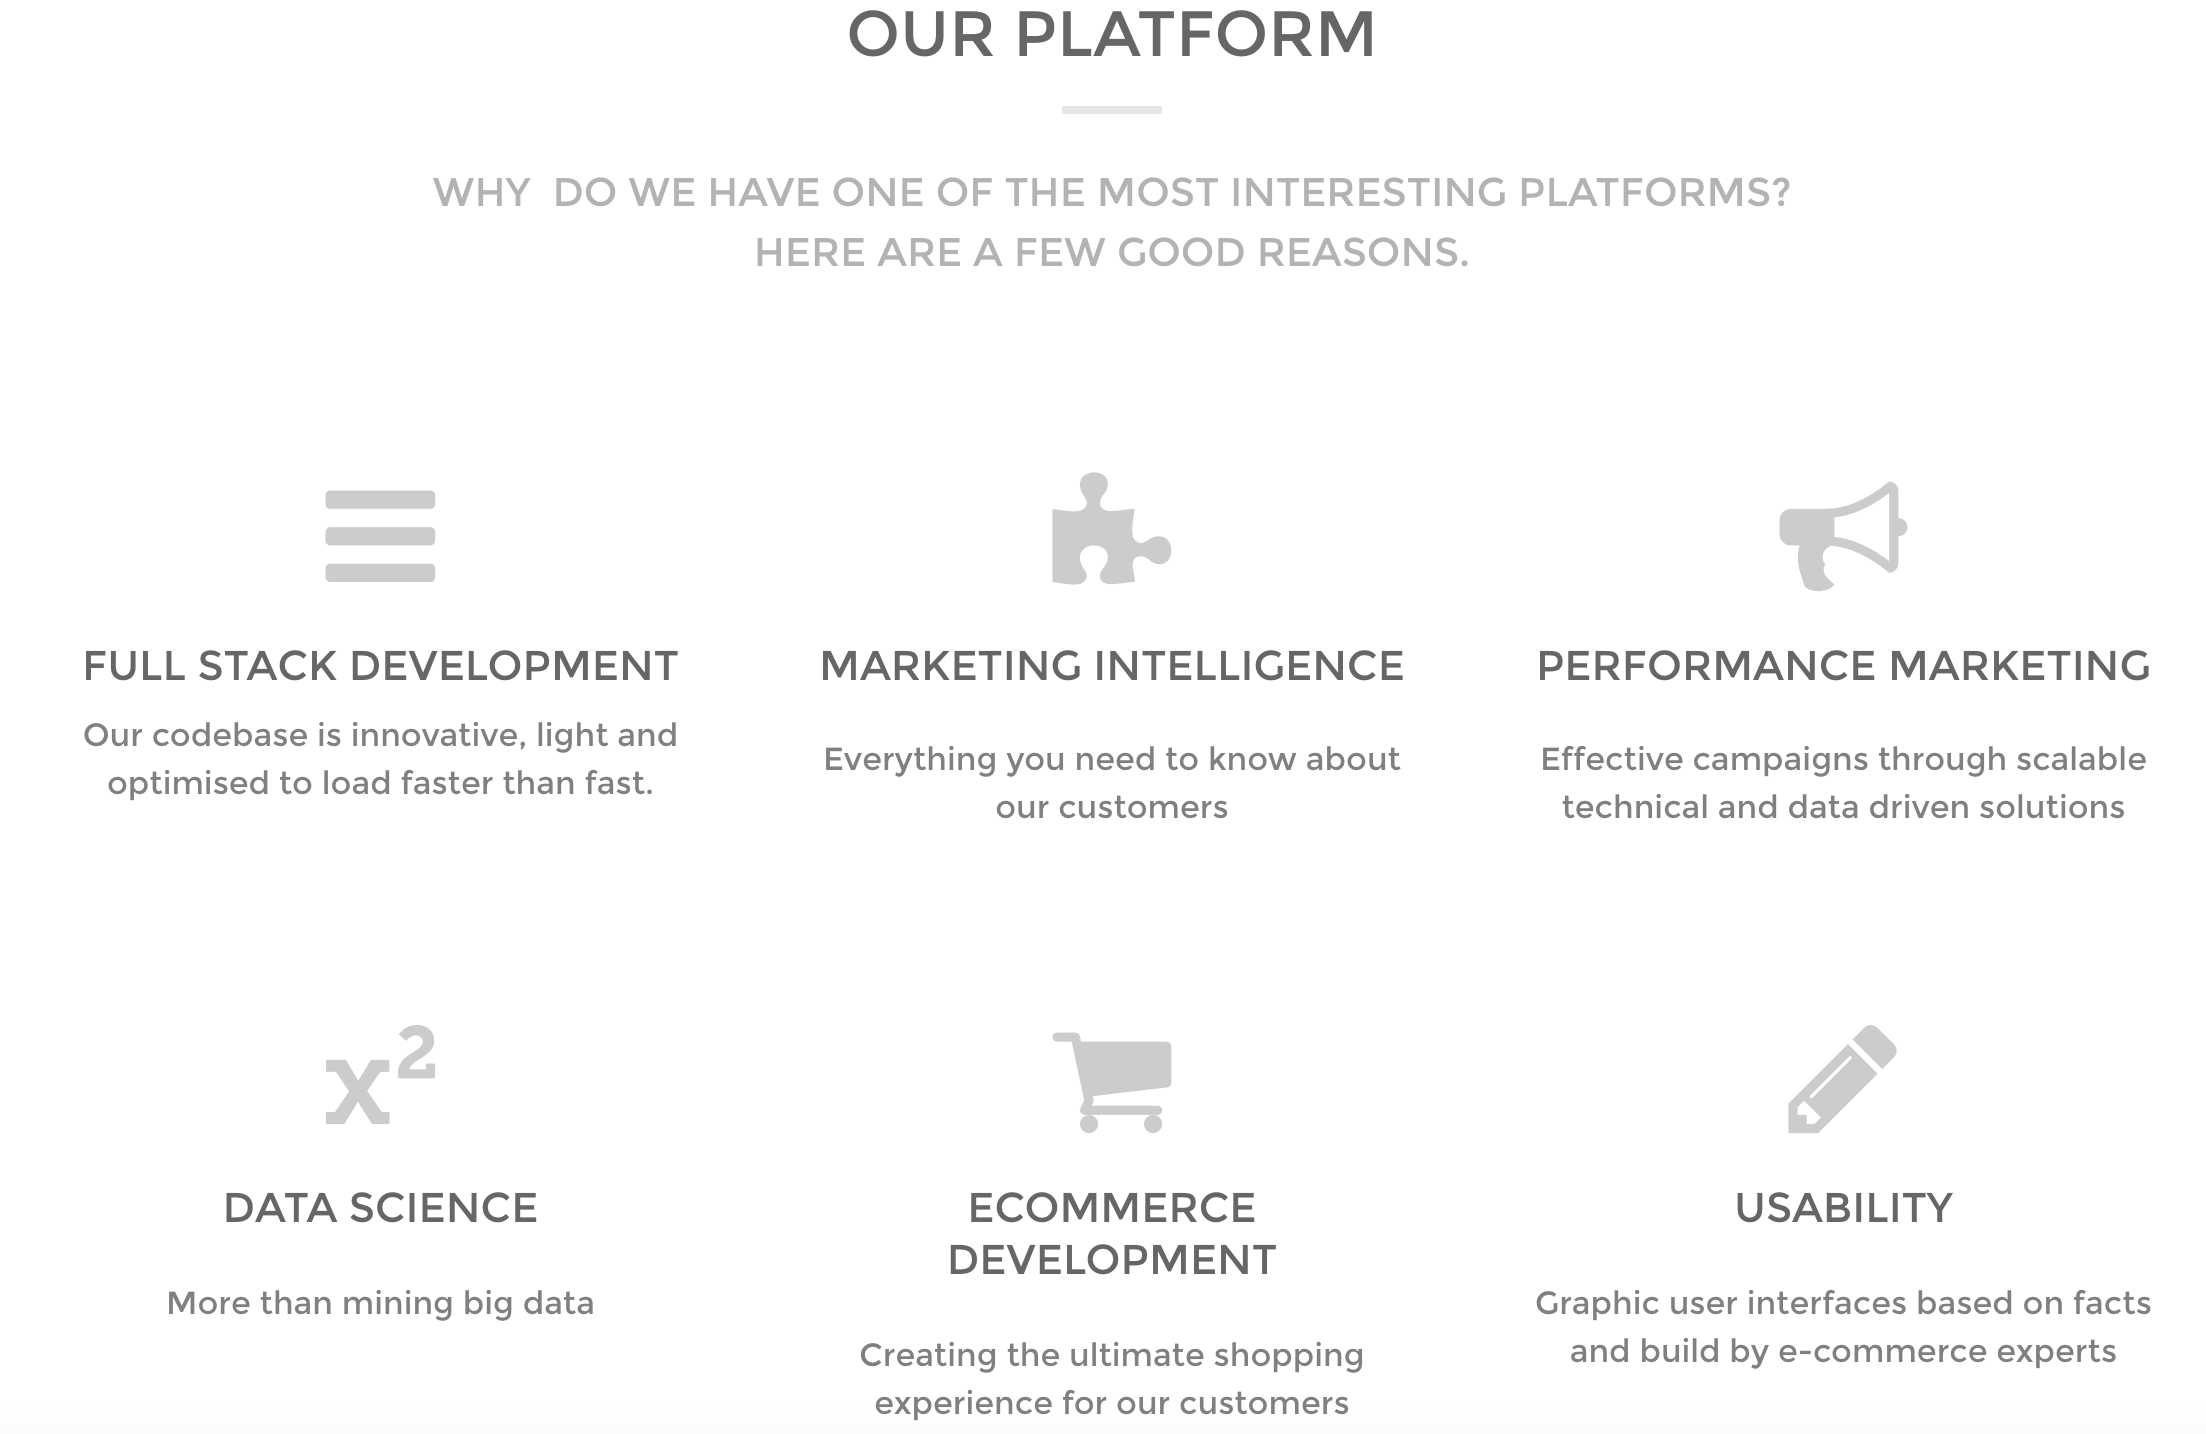 OUR PLATFORM
WHY  DO WE HAVE ONE OF THE MOST INTERESTING PLATFORMS?
HERE ARE A FEW GOOD REASONS.
FULL STACK DEVELOPMENT
Our codebase is innovative, light and
optimised to load faster than fast.
MARKETING INTELLIGENCE
Everything you need to know about
our customers
PERFORMANCE MARKETING
Effective campaigns through scalable
technical and data driven solutions
x²
DATA SCIENCE
More than mining big data
ECOMMERCE
DEVELOPMENT
Creating the ultimate shopping
experience for our customers
USABILITY
Graphic user interfaces based on facts
and build by e-commerce experts